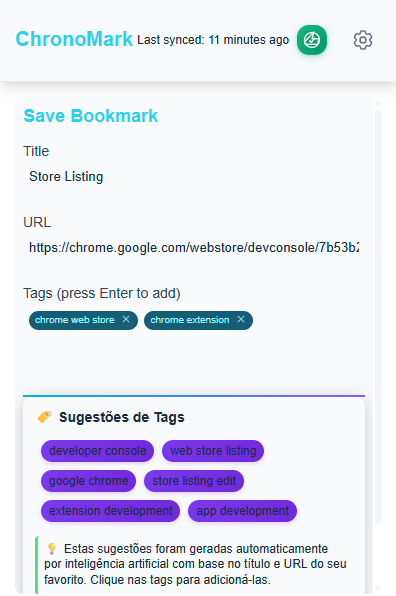 ChronoMark Last synced: 11 minutes ago
Save Bookmark
Title
Store Listing
URL
https://chrome.google.com/webstore/devconsole/7b53b2
Tags (press Enter to add)
chrome web store × chrome extension ×
🏷️ Sugestões de Tags
developer console web store listing
google chrome store listing edit
extension development app development
💡 Estas sugestões foram geradas automaticamente
por inteligência artificial com base no título e URL do seu
favorito. Clique nas tags para adicioná-las.